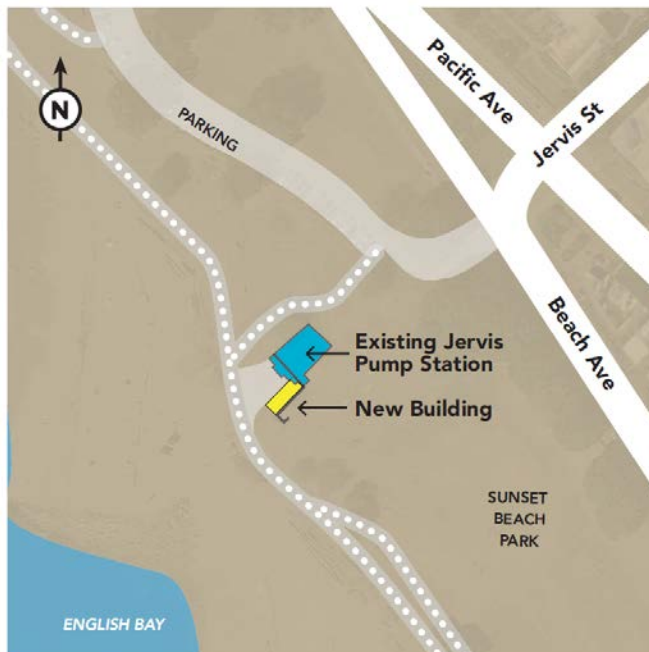 Pacific Ave
N
PARKING
Jervis St
Beach Ave
Existing Jervis
Pump Station
New Building
SUNSET
BEACH
PARK
ENGLISH BAY